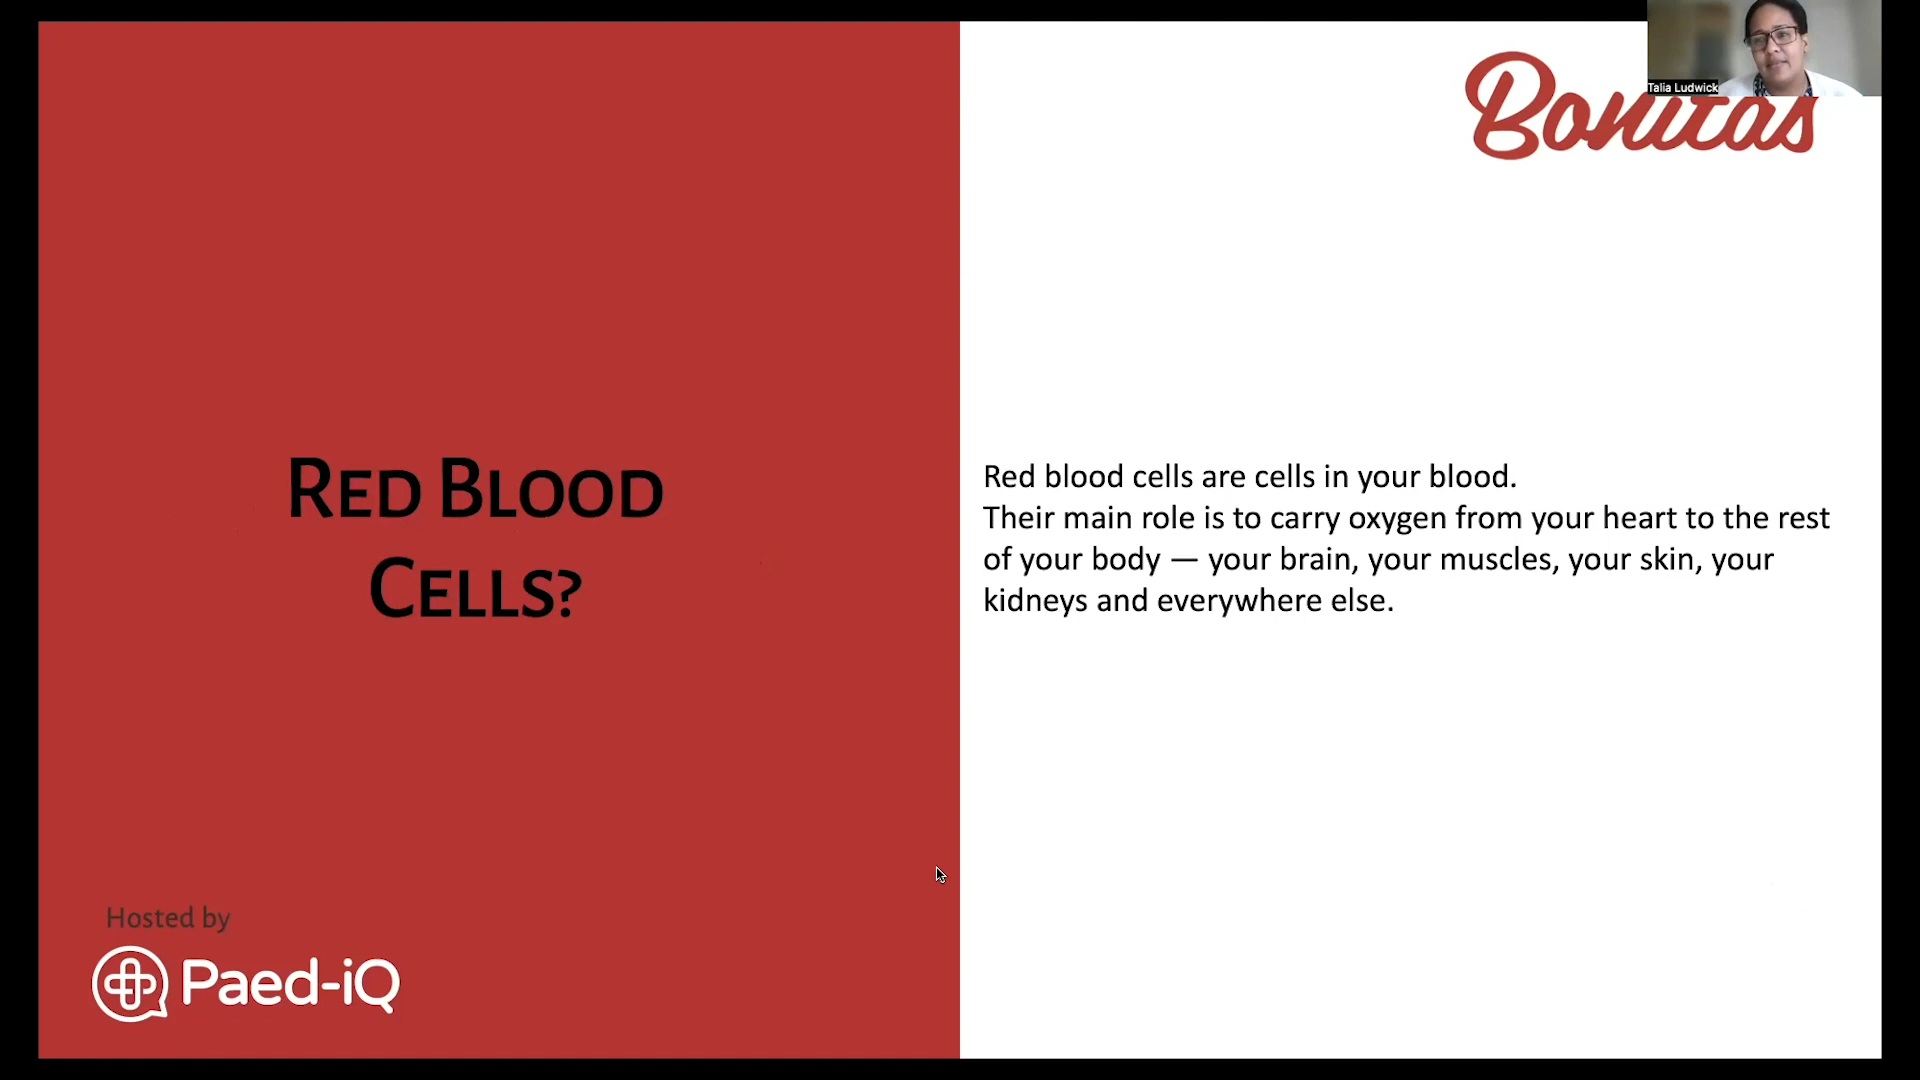 Bonitas
Talia Ludwick
RED BLOOD
CELLS?
Red blood cells are cells in your blood.
Their main role is to carry oxygen from your heart to the rest
of your body — your brain, your muscles, your skin, your
kidneys and everywhere else.
Hosted by
Paed-iQ